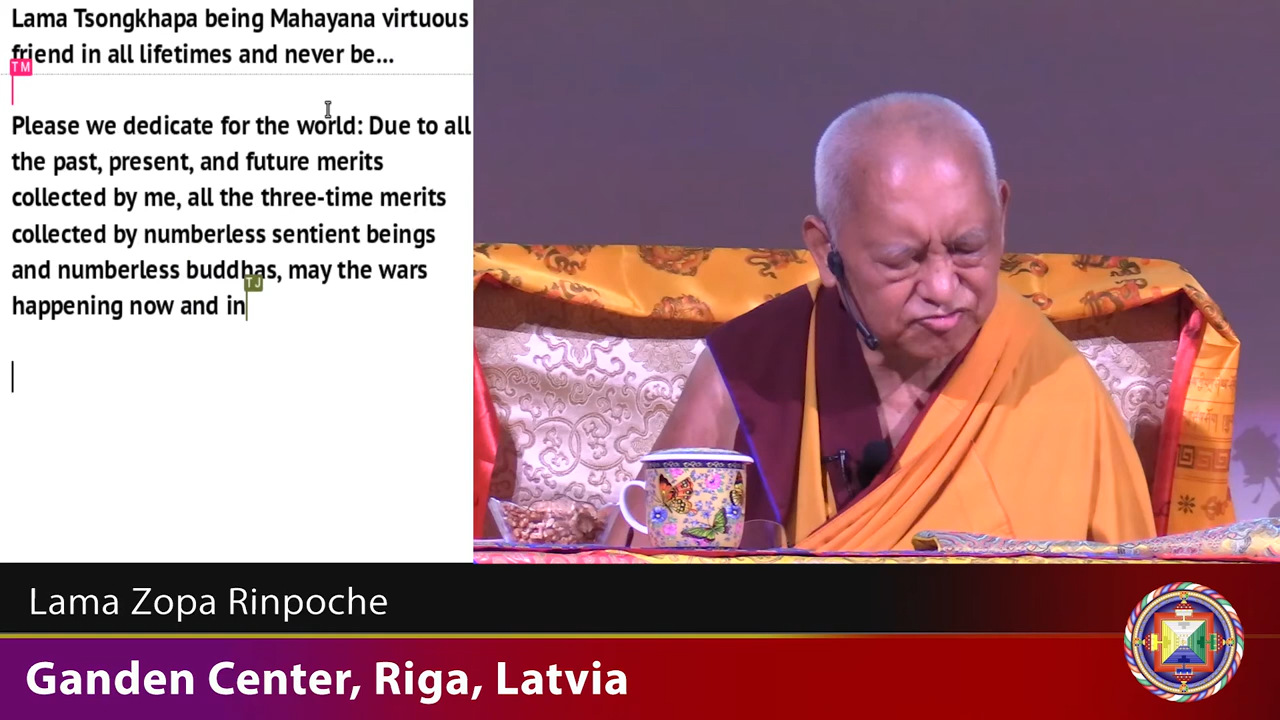 Lama Tsongkhapa being Mahayana virtuous
friend in all lifetimes and never be...
TM
Please we dedicate for the world: Due to all
the past, present, and future merits
collected by me, all the three-time merits
collected by numberless sentient beings
and numberless buddhas, may the wars
TJ
happening now and in
Lama Zopa Rinpoche
Ganden Center, Riga, Latvia